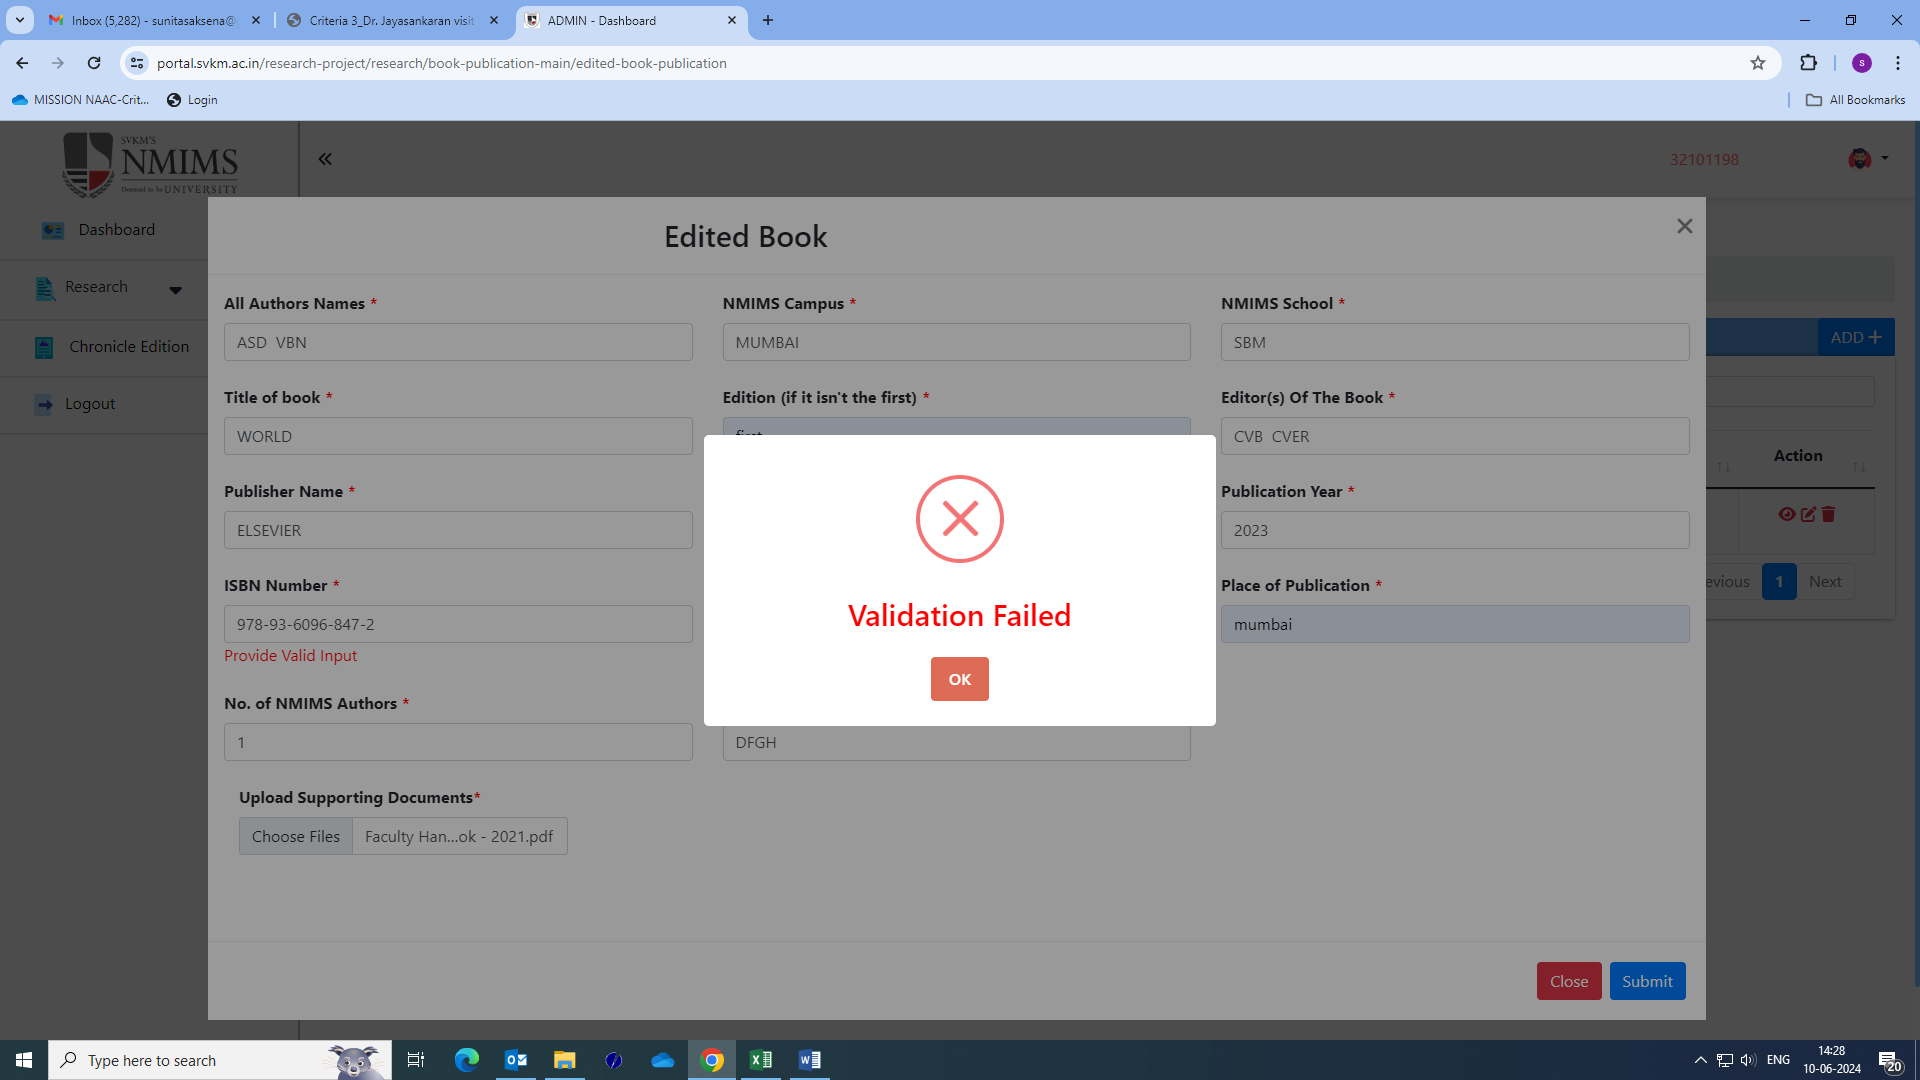 Inbox (5,282) - sunitasaksena@
Criteria 3_Dr. Jayasankaran visit
ADMIN - Dashboard
portal.svkm.ac.in/research-project/research/book-publication-main/edited-book-publication
S
MISSION NAAC-Crit...
Login
All Bookmarks
SVKM'S
NMIMS
Deemed to be UNIVERSITY
32101198
Dashboard
Research
Chronicle Edition
Logout
Edited Book
All Authors Names *
NMIMS Campus *
NMIMS School *
ASD VBN
MUMBAI
SBM
ADD +
Title of book *
Edition (if it isn't the first) *
Editor(s) Of The Book *
WORLD
first
CVB CVER
Action
Publisher Name *
Publication Year *
ELSEVIER
2023
ISBN Number *
Place of Publication *
evious
1
Next
978-93-6096-847-2
mumbai
Provide Valid Input
Validation Failed
OK
No. of NMIMS Authors *
1
DFGH
Upload Supporting Documents*
Choose Files
Faculty Han...ok - 2021.pdf
Close
Submit
Type here to search
ENG
14:28
10-06-2024
20